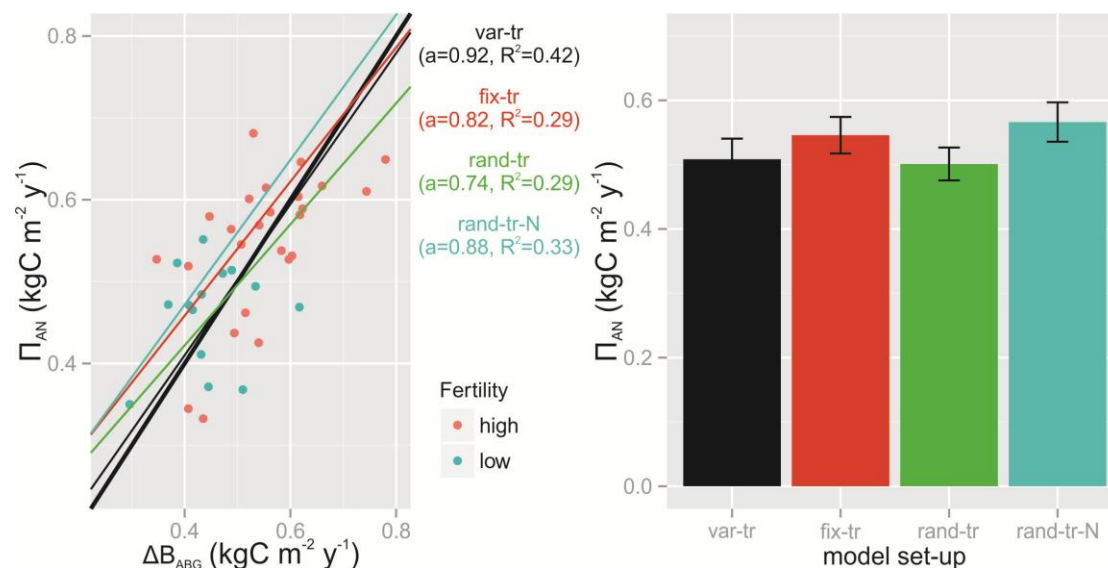 0.8
0.6
0.4
Π_AN (kgC m⁻² y⁻¹)
0.4 0.6 0.8
ΔB_ABG (kgC m⁻² y⁻¹)
var-tr
(a=0.92, R²=0.42)
fix-tr
(a=0.82, R²=0.29)
rand-tr
(a=0.74, R²=0.29)
rand-tr-N
(a=0.88, R²=0.33)
Fertility
high
low
0.6
0.4
0.2
0.0
Π_AN (kgC m⁻² y⁻¹)
var-tr fix-tr rand-tr rand-tr-N
model set-up